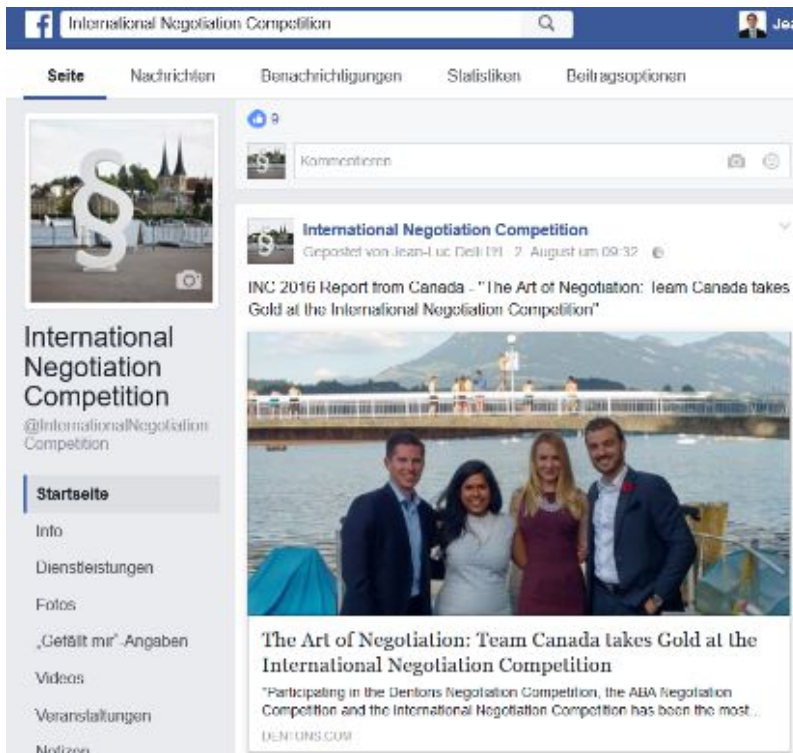 International Negotiation Competition
Seite Nachrichten Benachrichtigungen Statistiken Beitragsoptionen
9
Kommentieren
International Negotiation Competition
Gepostet von Jean-Luc Delli 2. August um 09:32
INC 2016 Report from Canada - "The Art of Negotiation: Team Canada takes
Gold at the International Negotiation Competition"
International
Negotiation
Competition
@InternationalNegotiation
Competition
Startseite
Info
Dienstleistungen
Fotos
„Gefällt mir“-Angaben
Videos
Veranstaltungen
Notizen
The Art of Negotiation: Team Canada takes Gold at the
International Negotiation Competition
"Participating in the Dentons Negotiation Competition, the ABA Negotiation
Competition and the International Negotiation Competition has been the most...
DENTONS.COM